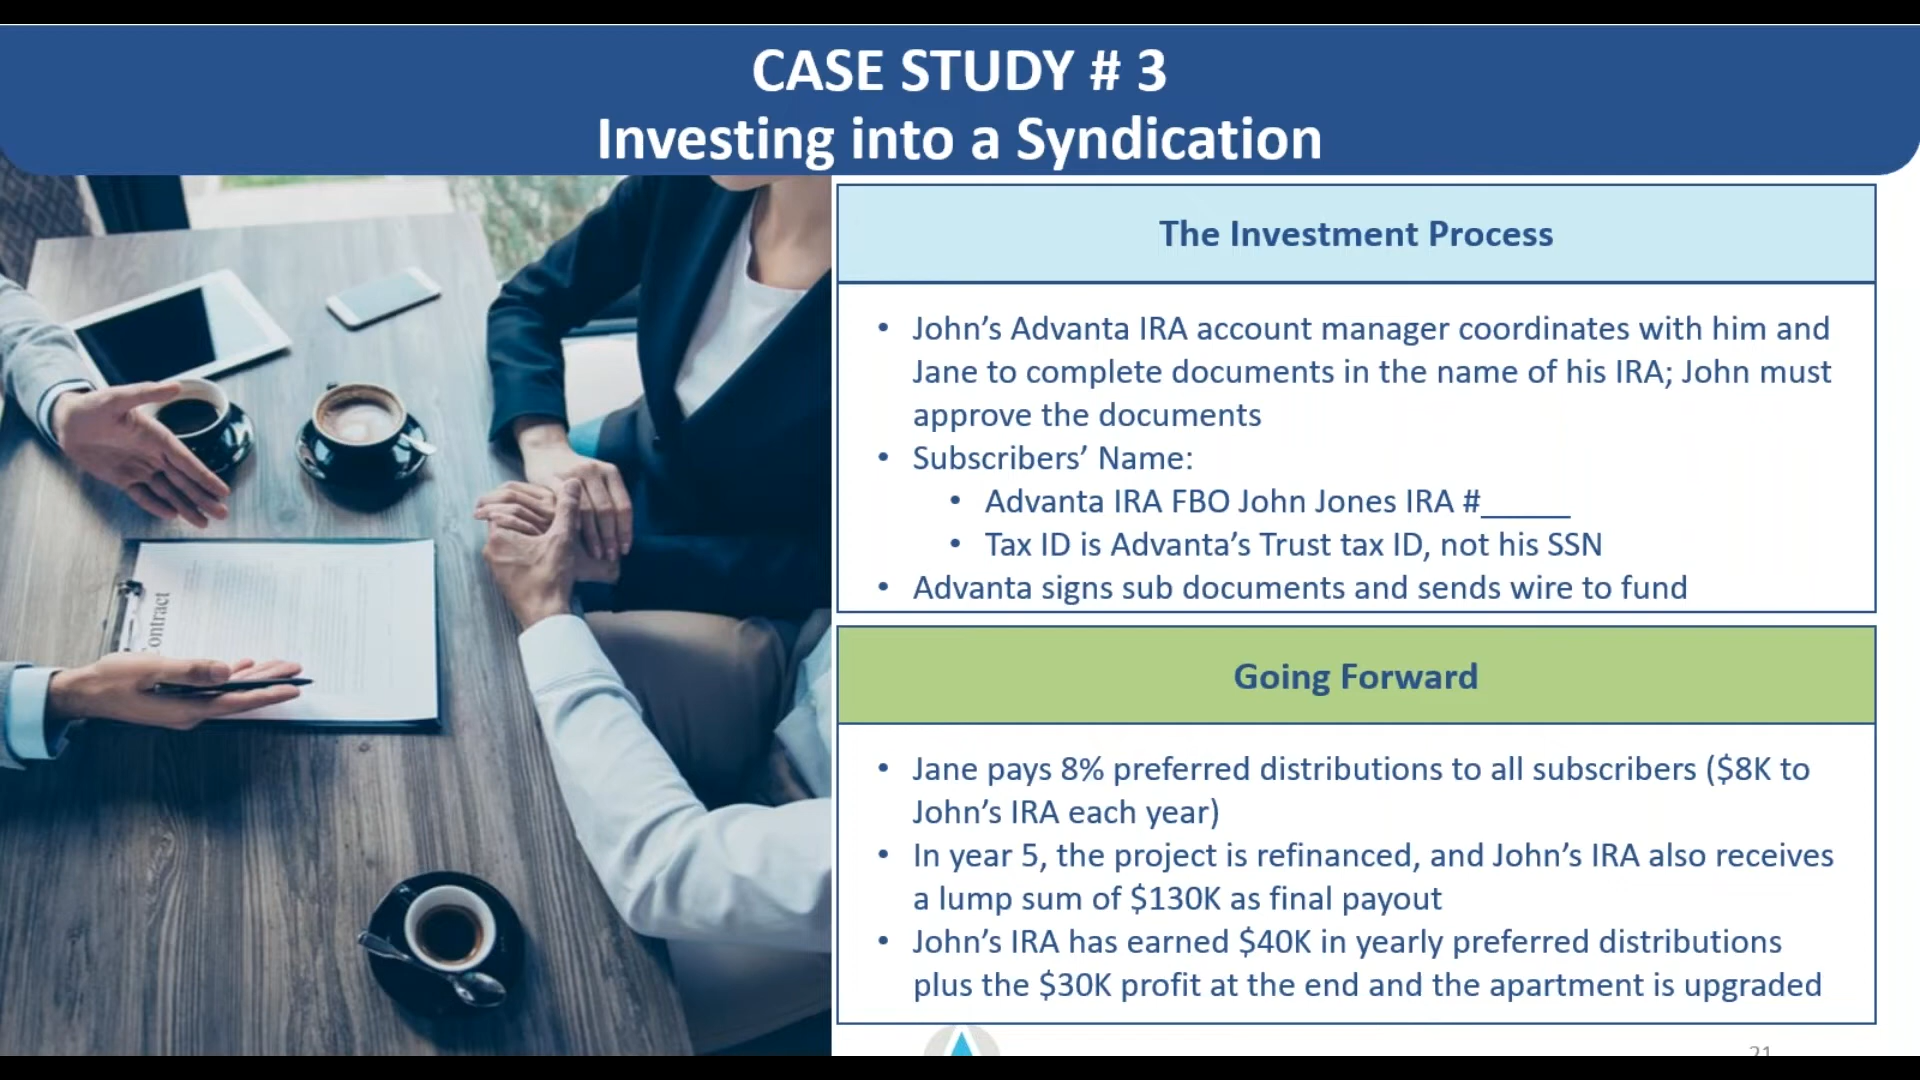 CASE STUDY # 3
Investing into a Syndication
The Investment Process
• John’s Advanta IRA account manager coordinates with him and
Jane to complete documents in the name of his IRA; John must
approve the documents
• Subscribers’ Name:
• Advanta IRA FBO John Jones IRA #_____
• Tax ID is Advanta’s Trust tax ID, not his SSN
• Advanta signs sub documents and sends wire to fund
Contract
Going Forward
• Jane pays 8% preferred distributions to all subscribers ($8K to
John’s IRA each year)
• In year 5, the project is refinanced, and John’s IRA also receives
a lump sum of $130K as final payout
• John’s IRA has earned $40K in yearly preferred distributions
plus the $30K profit at the end and the apartment is upgraded
21